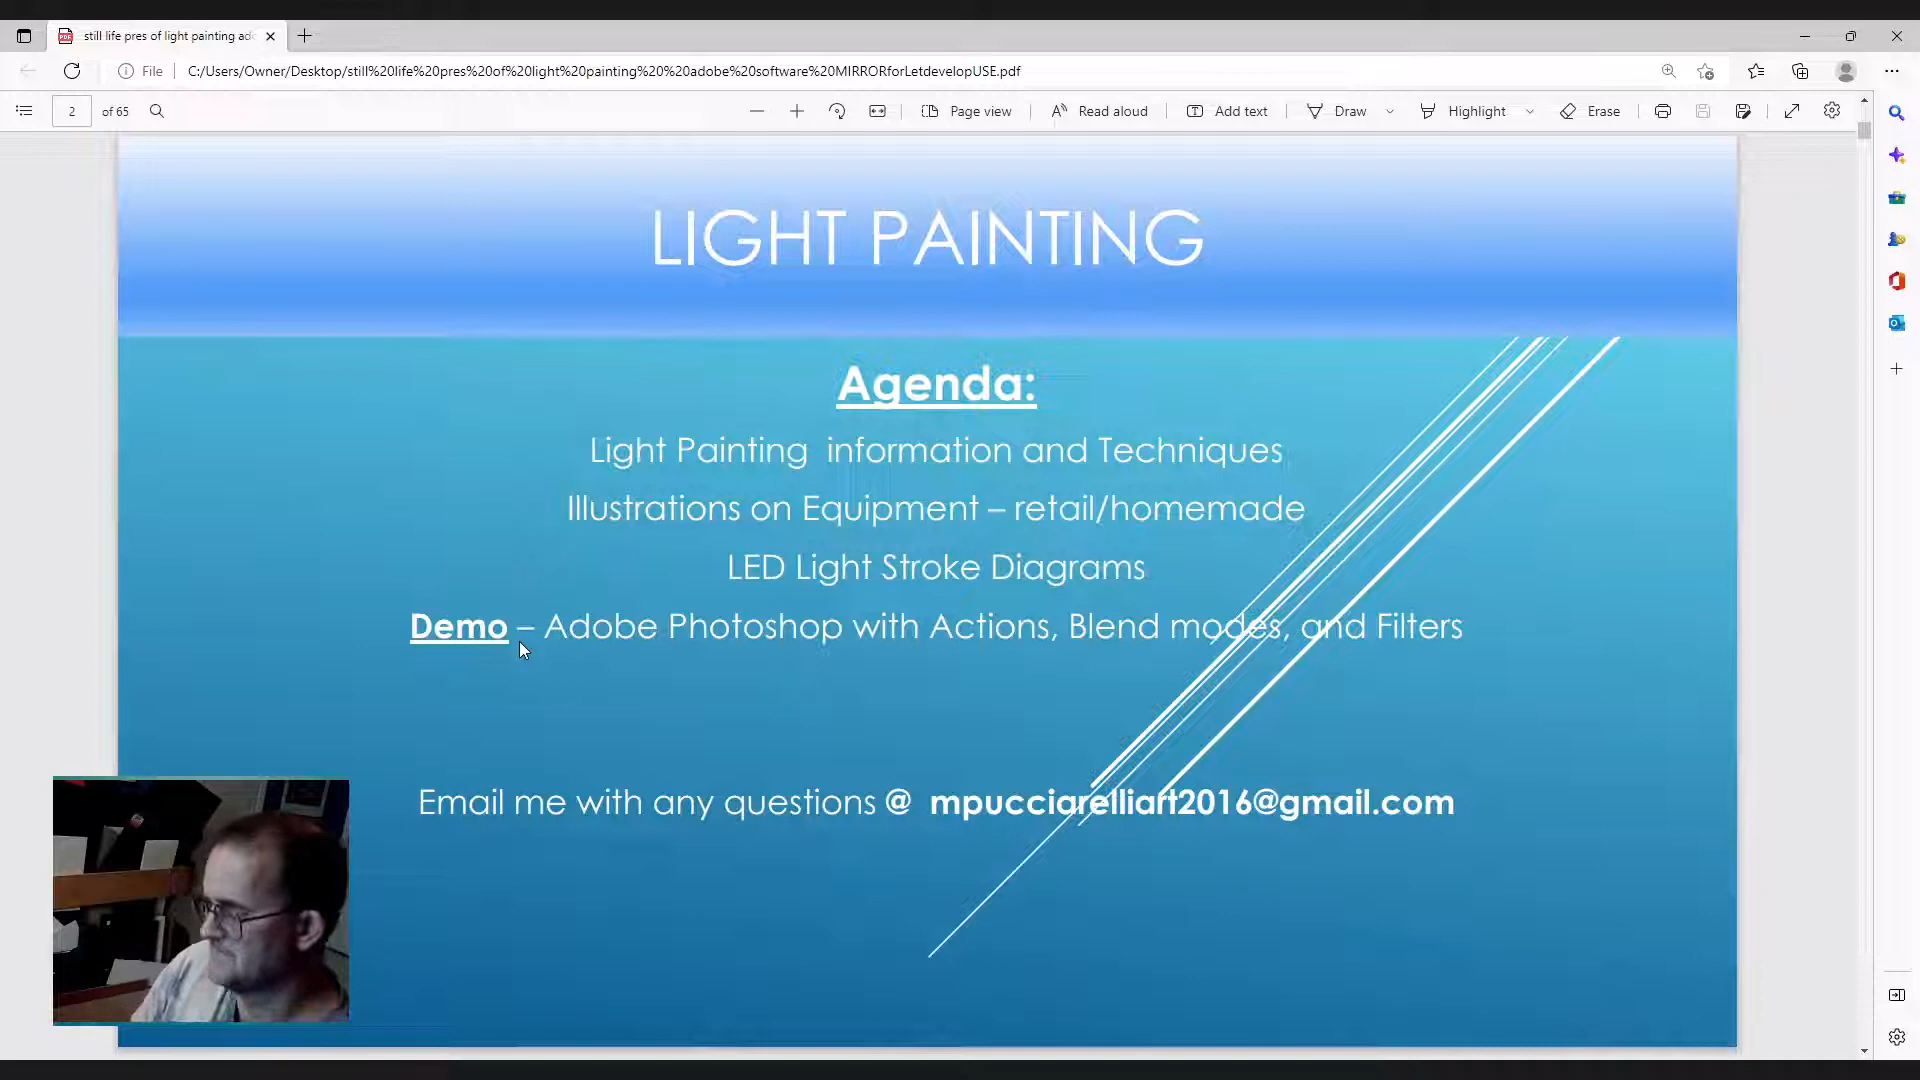 still life pres of light painting ado
File
C:/Users/Owner/Desktop/still%20life%20pres%20of%20light%20painting%20%20adobe%20software%20MIRRORforLetdevelopUSE.pdf
2 of 65
Page view
Read aloud
Add text
Draw
Highlight
Erase
LIGHT PAINTING
Agenda:
Light Painting information and Techniques
Illustrations on Equipment – retail/homemade
LED Light Stroke Diagrams
Demo – Adobe Photoshop with Actions, Blend modes, and Filters
Email me with any questions @ mpucciarelliart2016@gmail.com